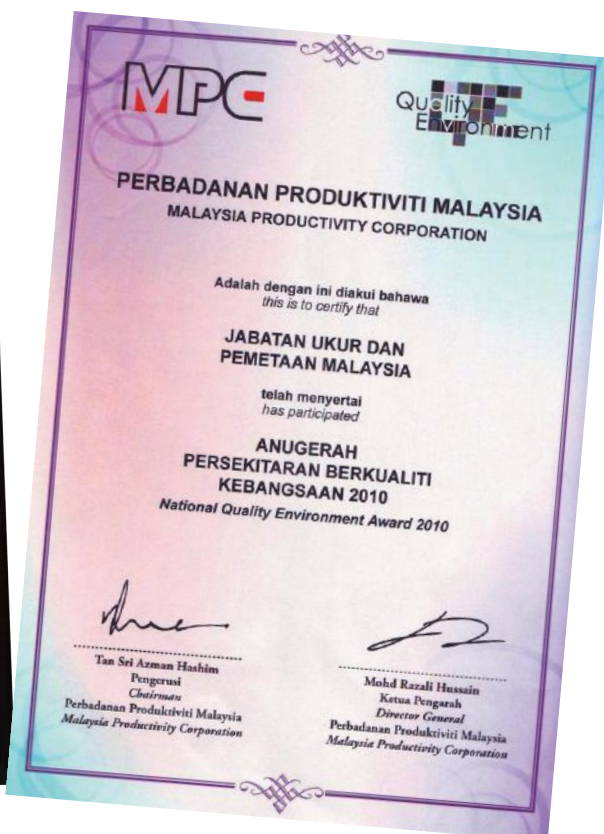 MPC
Quality
Environment
PERBADANAN PRODUKTIVITI MALAYSIA
MALAYSIA PRODUCTIVITY CORPORATION
Adalah dengan ini diakui bahawa
this is to certify that
JABATAN UKUR DAN
PEMETAAN MALAYSIA
telah menyertai
has participated
ANUGERAH
PERSEKITARAN BERKUALITI
KEBANGSAAN 2010
National Quality Environment Award 2010
Tan Sri Azman Hashim
Pengerusi
Chairman
Perbadanan Produktiviti Malaysia
Malaysia Productivity Corporation
Mohd Razali Hussain
Ketua Pengarah
Director General
Perbadanan Produktiviti Malaysia
Malaysia Productivity Corporation